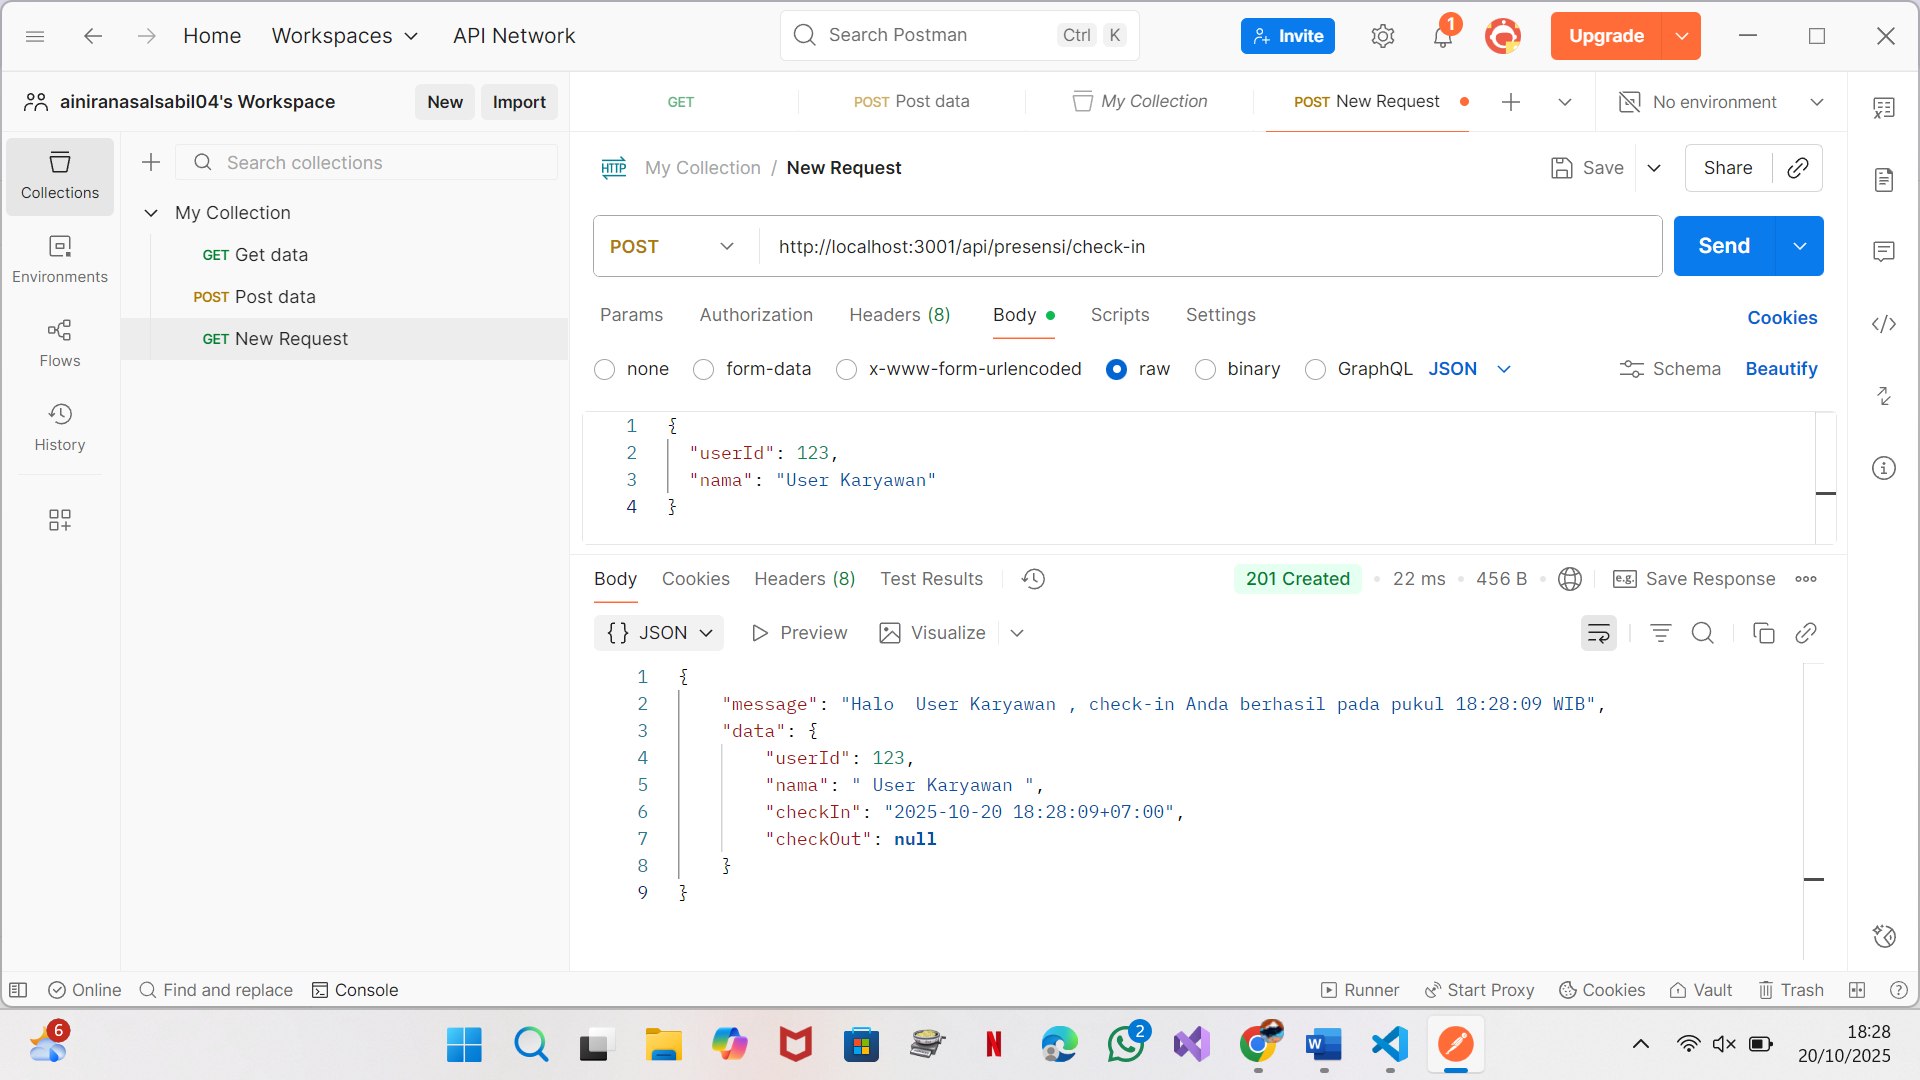 Home Workspaces API Network Search Postman Ctrl K Invite 1 Upgrade
ainiranasalsabil04's Workspace New Import
GET POST Post data My Collection POST New Request No environment
Collections
Environments
Flows
History
Search collections
My Collection
GET Get data
POST Post data
GET New Request
HTTP My Collection / New Request Save Share
POST http://localhost:3001/api/presensi/check-in Send
Params Authorization Headers (8) Body Scripts Settings Cookies
none form-data x-www-form-urlencoded raw binary GraphQL JSON Schema Beautify
1 {
2 "userId": 123,
3 "nama": "User Karyawan"
4 }
Body Cookies Headers (8) Test Results 201 Created 22 ms 456 B e.g. Save Response
{} JSON Preview Visualize
1 {
2 "message": "Halo  User Karyawan , check-in Anda berhasil pada pukul 18:28:09 WIB",
3 "data": {
4 "userId": 123,
5 "nama": " User Karyawan ",
6 "checkIn": "2025-10-20 18:28:09+07:00",
7 "checkOut": null
8 }
9 }
Online Find and replace Console Runner Start Proxy Cookies Vault Trash
6 N 2 W 18:28
20/10/2025